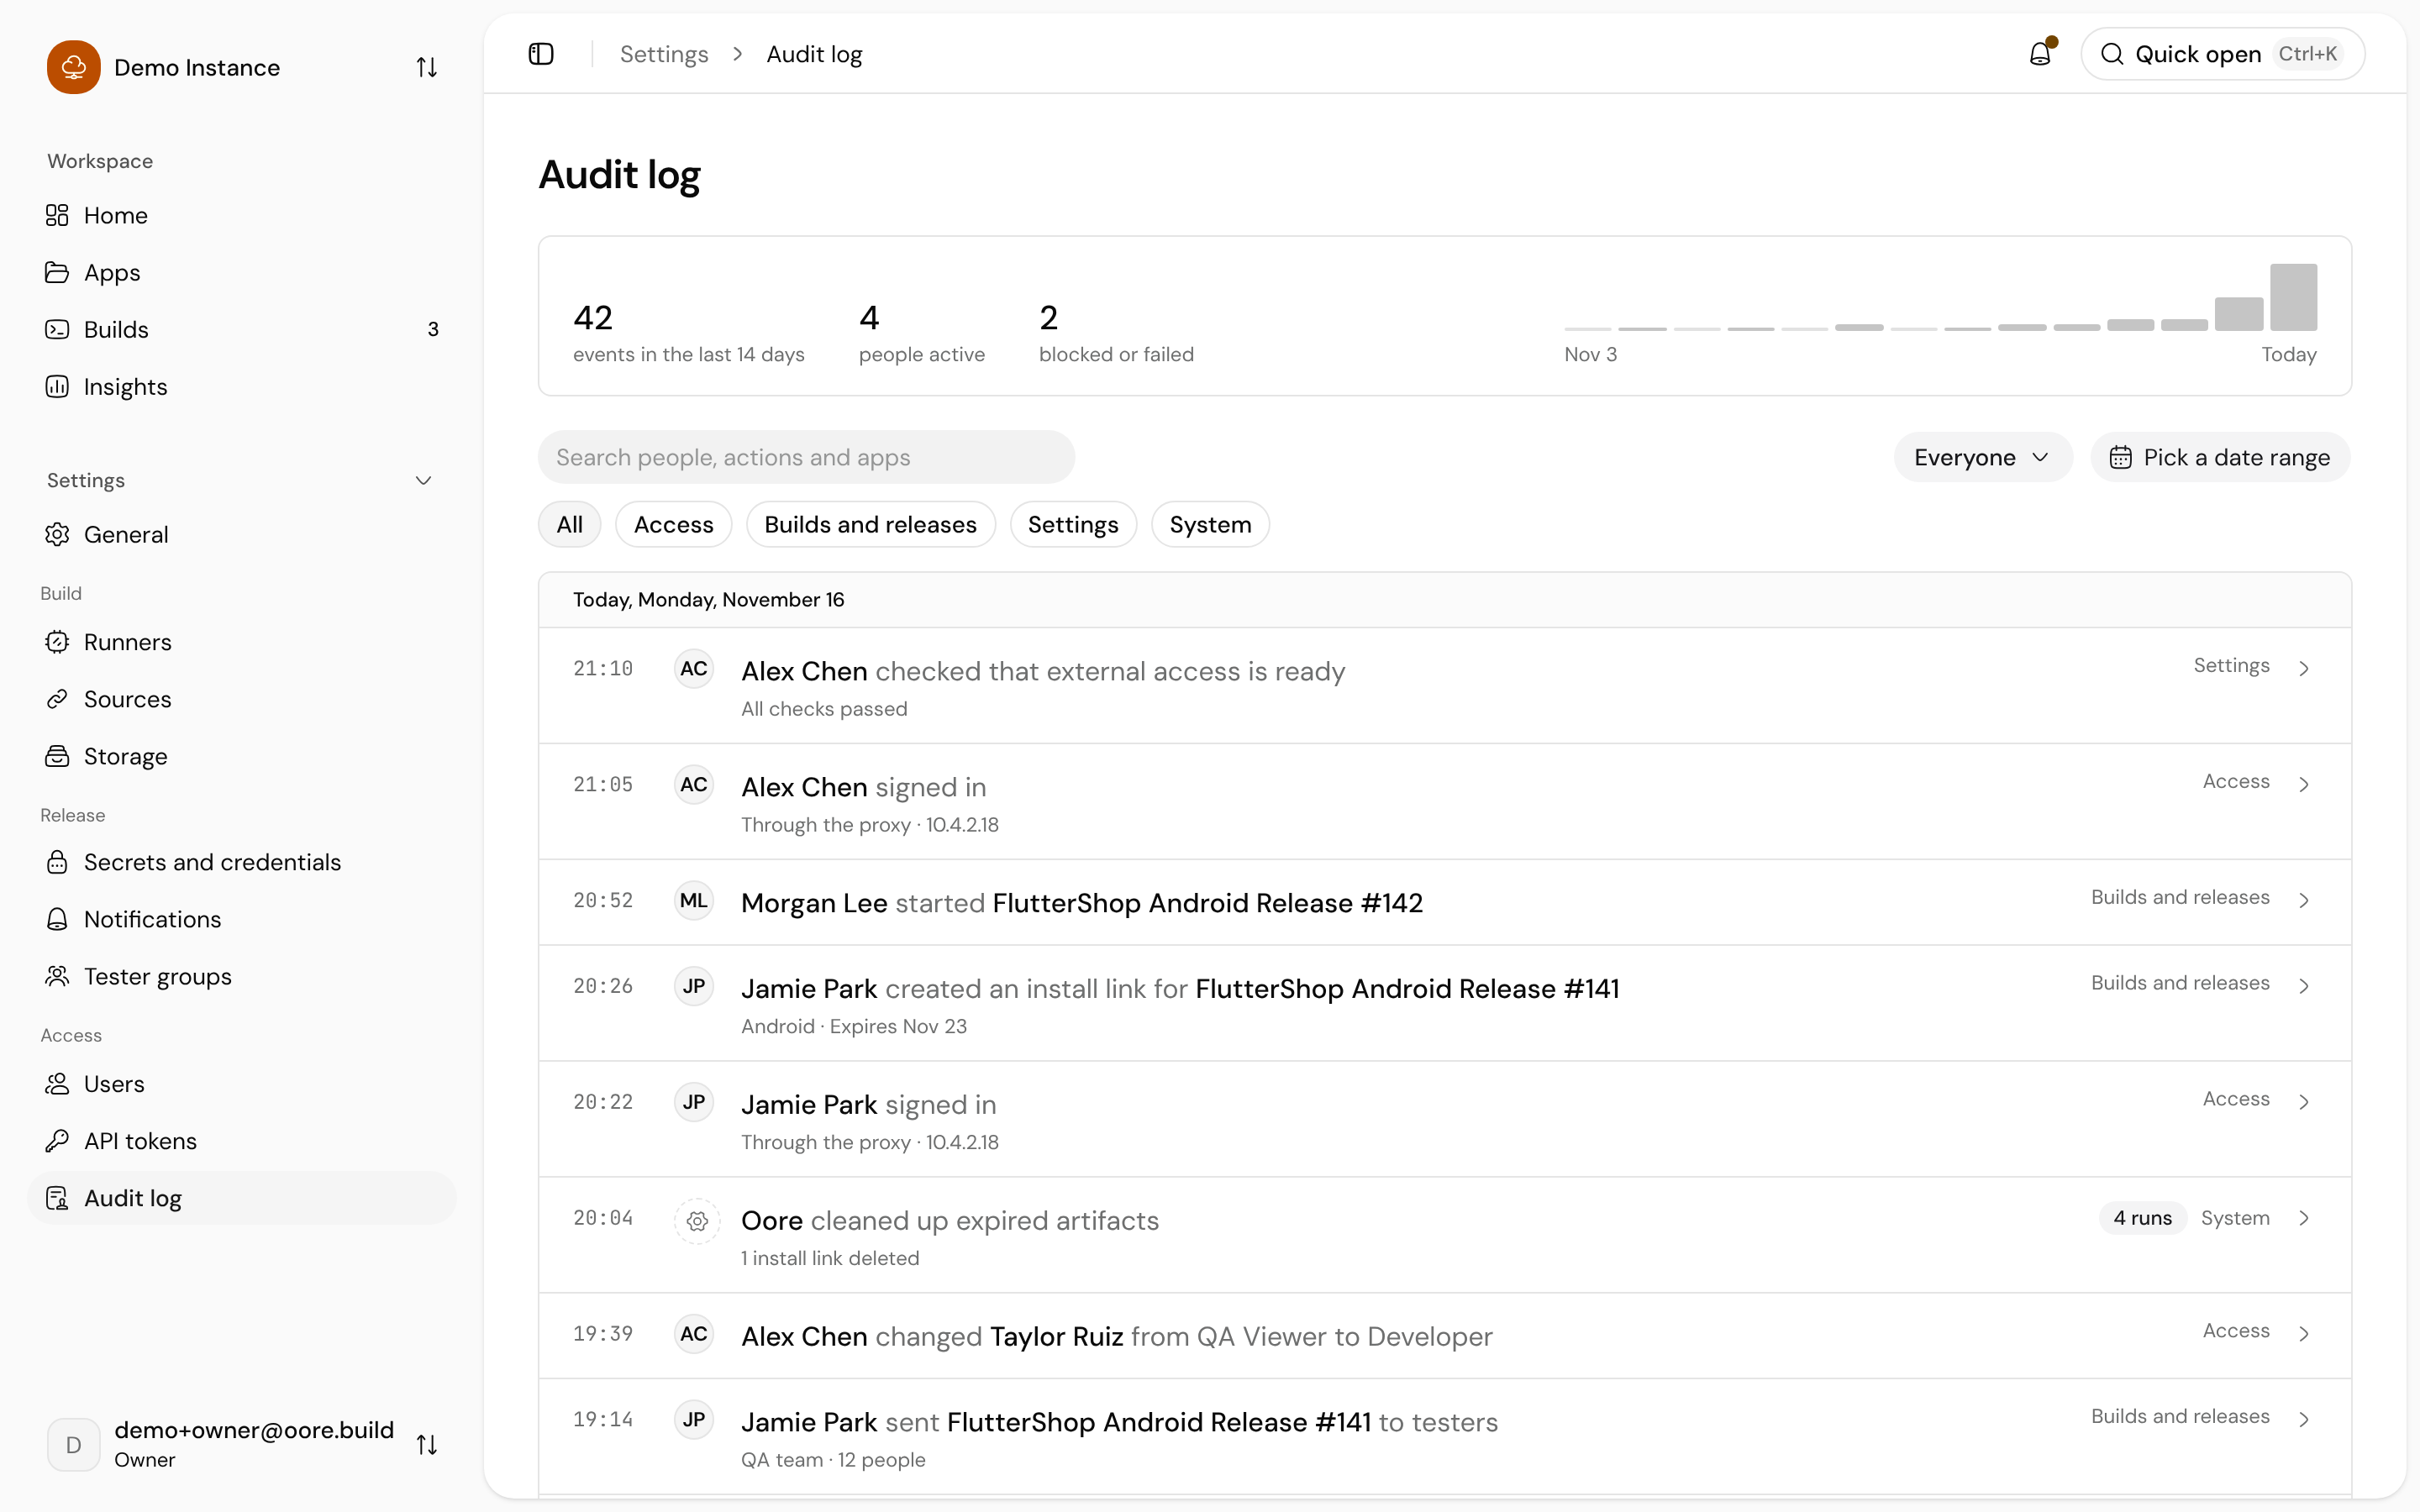 Demo Instance
Workspace
Home
Apps
Builds 3
Insights
Settings
General
Build
Runners
Sources
Storage
Release
Secrets and credentials
Notifications
Tester groups
Access
Users
API tokens
Audit log
D
demo+owner@oore.build
Owner
Settings > Audit log
Quick open Ctrl+K
Audit log
42
events in the last 14 days
4
people active
2
blocked or failed
Nov 3
Today
Search people, actions and apps
Everyone
Pick a date range
All
Access
Builds and releases
Settings
System
Today, Monday, November 16
21:10 AC Alex Chen checked that external access is ready Settings
All checks passed
21:05 AC Alex Chen signed in Access
Through the proxy · 10.4.2.18
20:52 ML Morgan Lee started FlutterShop Android Release #142 Builds and releases
20:26 JP Jamie Park created an install link for FlutterShop Android Release #141 Builds and releases
Android · Expires Nov 23
20:22 JP Jamie Park signed in Access
Through the proxy · 10.4.2.18
20:04 Oore cleaned up expired artifacts 4 runs System
1 install link deleted
19:39 AC Alex Chen changed Taylor Ruiz from QA Viewer to Developer Access
19:14 JP Jamie Park sent FlutterShop Android Release #141 to testers Builds and releases
QA team · 12 people